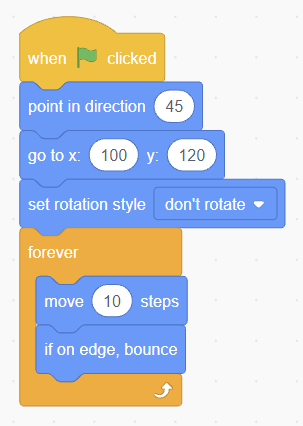 when clicked
point in direction 45
go to x: 100 y: 120
set rotation style don't rotate
forever
move 10 steps
if on edge, bounce